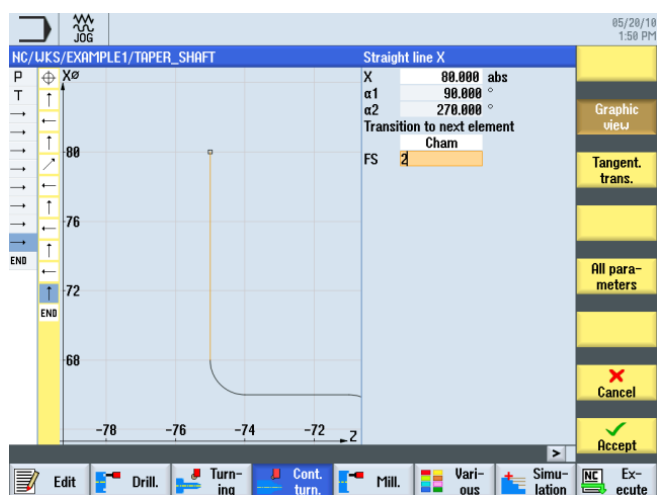 05/20/10
1:50 PM
JOG
NC/WKS/EXAMPLE1/TAPER_SHAFT
Straight line X
P
T
END
END
XØ
80
76
72
68
-78
-76
-74
-72
Z
X 80.000 abs
α1 90.000 °
α2 270.000 °
Transition to next element
Cham
FS 2
Graphic
view
Tangent.
trans.
All para-
meters
Cancel
Accept
>
Edit
Drill.
Turn-
ing
Cont.
turn.
Mill.
Vari-
ous
Simu-
lation
NC
Ex-
ecute